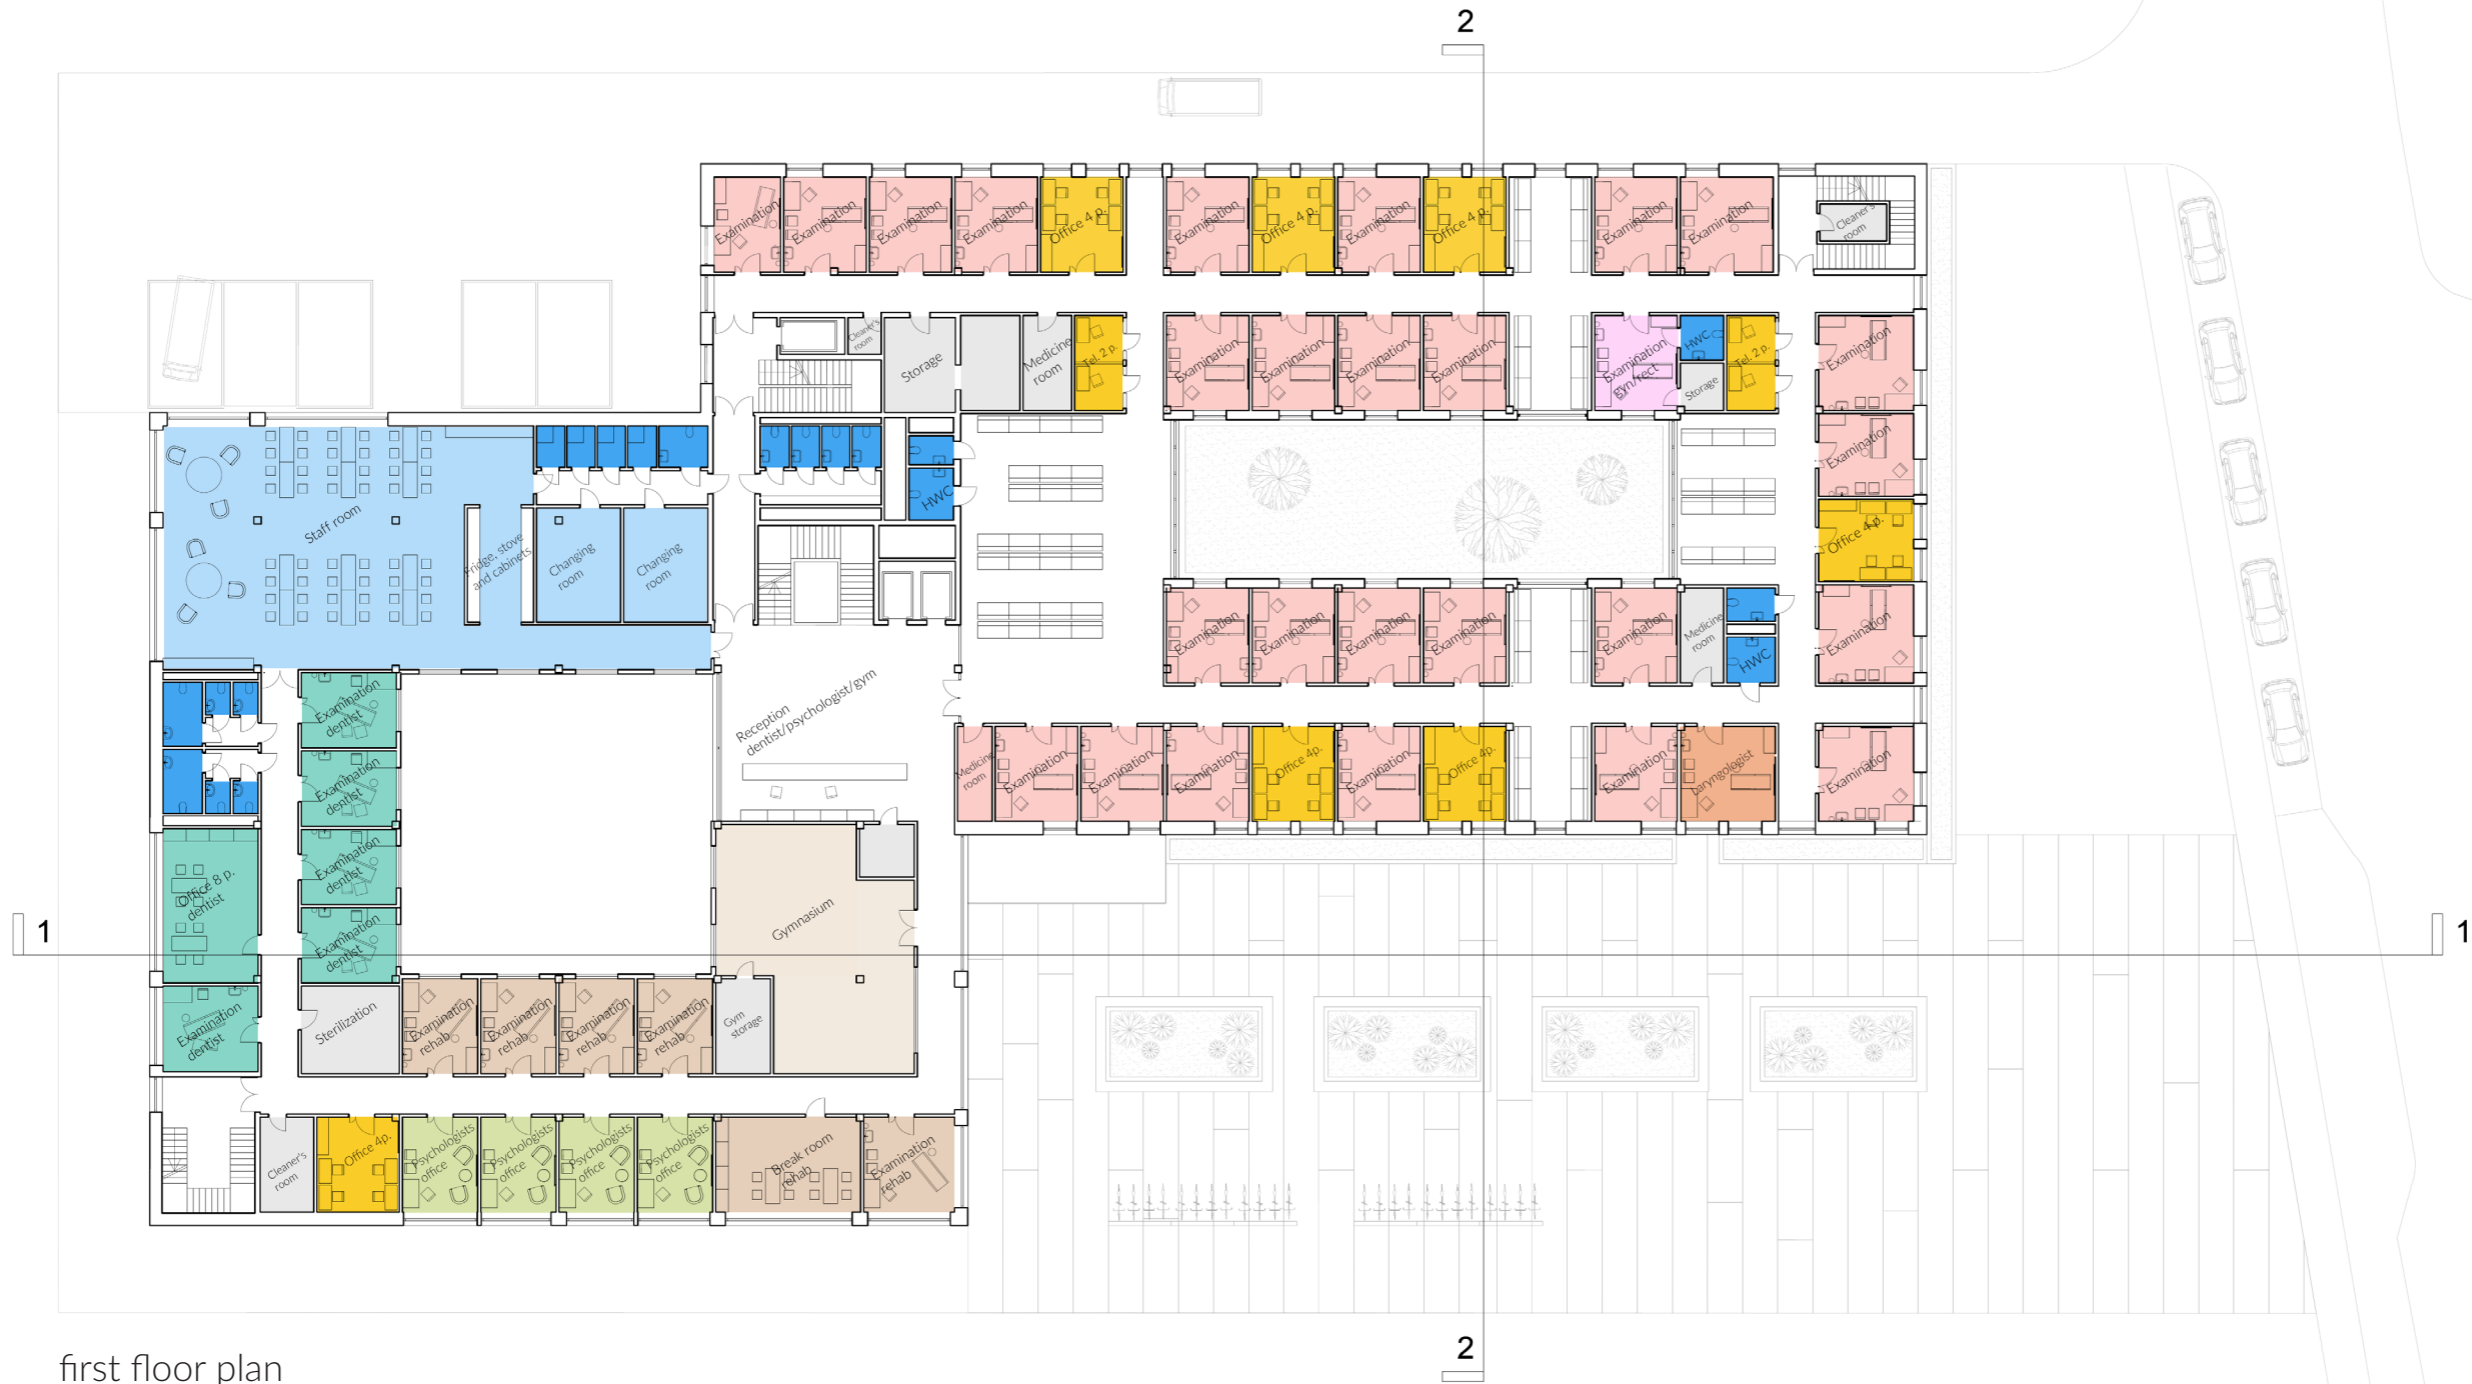 2
Examination
Examination
Examination
Examination
Office 4 p.
Examination
Office 4 p.
Examination
Office 4 p.
Examination
Examination
Cleaner's
room
Cleaner's
room
Storage
Medicine
room
Tel. 2 p.
Examination
Examination
Examination
Examination
Examination
gyn/rect
HWC
Storage
Tel. 2 p.
Examination
Staff room
Fridge, stove
and cabinets
Changing
room
Changing
room
HWC
Examination
Office 4 p.
Examination
Examination
Examination
Examination
Examination
Medicine
room
HWC
Examination
Examination
dentist
Reception
dentist/psychologist/gym
Examination
dentist
Medicine
room
Examination
Examination
Examination
Office 4p.
Examination
Office 4p.
Examination
Laryngologist
Examination
Examination
dentist
Office 8 p.
dentist
Examination
dentist
Gymnasium
1
1
Examination
dentist
Sterilization
Examination
rehab
Examination
rehab
Examination
rehab
Examination
rehab
Gym
storage
Cleaner's
room
Office 4p.
Psychologists
office
Psychologists
office
Psychologists
office
Psychologists
office
Break room
rehab
Examination
rehab
2
first floor plan